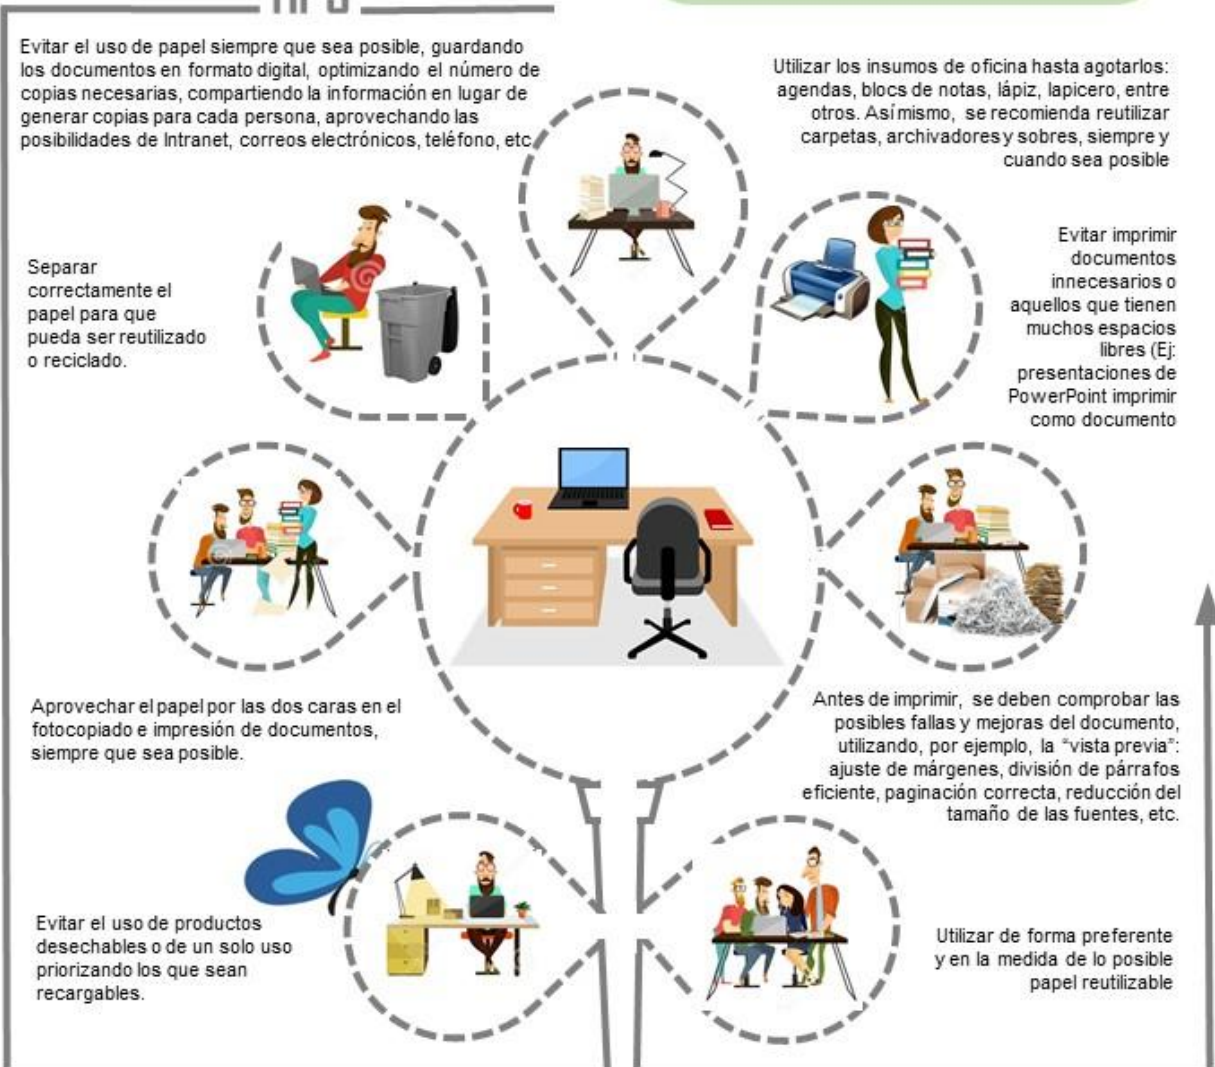 Evitar el uso de papel siempre que sea posible, guardando
los documentos en formato digital, optimizando el número de
copias necesarias, compartiendo la información en lugar de
generar copias para cada persona, aprovechando las
posibilidades de Intranet, correos electrónicos, teléfono, etc
Utilizar los insumos de oficina hasta agotarlos:
agendas, blocs de notas, lápiz, lapicero, entre
otros. Así mismo, se recomienda reutilizar
carpetas, archivadores y sobres, siempre y
cuando sea posible
Separar
correctamente el
papel para que
pueda ser reutilizado
o reciclado.
Evitar imprimir
documentos
innecesarios o
aquellos que tienen
muchos espacios
libres (Ej:
presentaciones de
PowerPoint imprimir
como documento
Aprovechar el papel por las dos caras en el
fotocopiado e impresión de documentos,
siempre que sea posible.
Antes de imprimir, se deben comprobar las
posibles fallas y mejoras del documento,
utilizando, por ejemplo, la "vista previa":
ajuste de márgenes, división de párrafos
eficiente, paginación correcta, reducción del
tamaño de las fuentes, etc.
Evitar el uso de productos
desechables o de un solo uso
priorizando los que sean
recargables.
Utilizar de forma preferente
y en la medida de lo posible
papel reutilizable